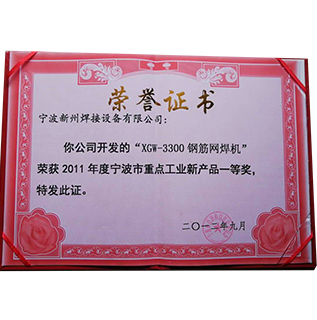 荣誉证书
宁波新州焊接设备有限公司：
你公司开发的“XGW-3300钢筋网焊机”
荣获2011年度宁波市重点工业新产品一等奖，
特发此证。
二〇一二年九月